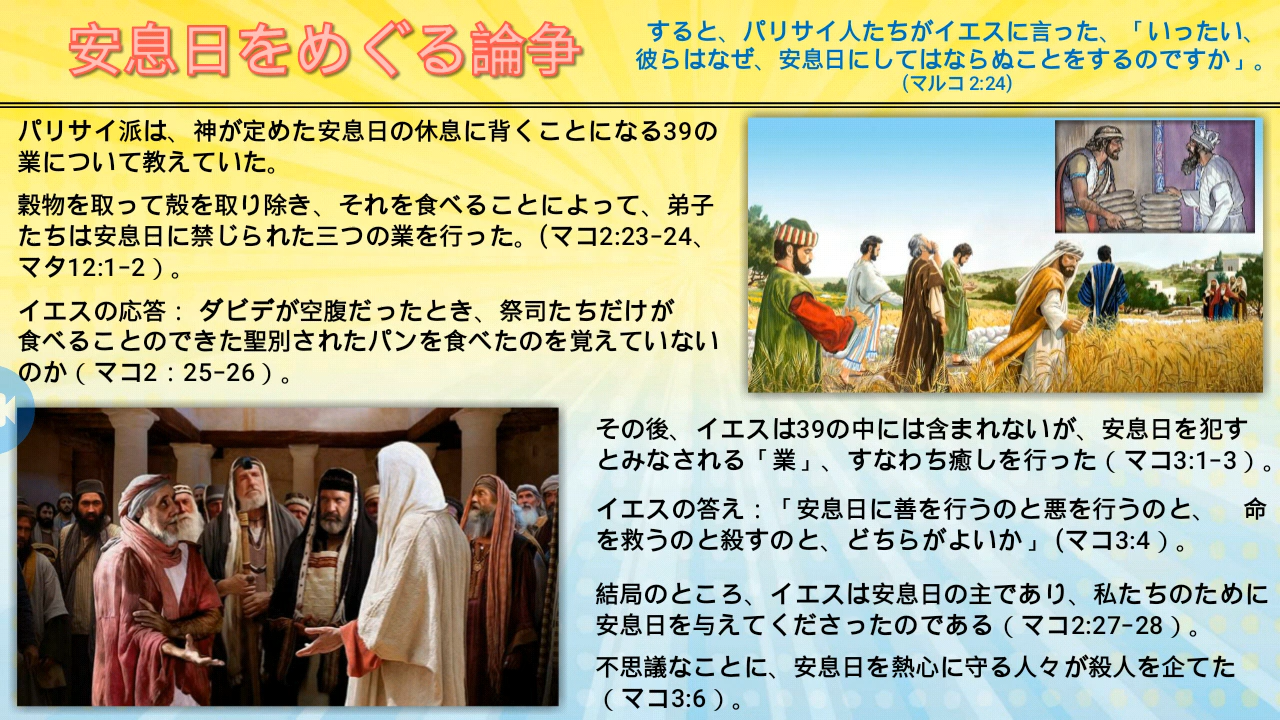 安息日をめぐる論争
すると、パリサイ人たちがイエスに言った、「いったい、
彼らはなぜ、安息日にしてはならぬことをするのですか」。
(マルコ 2:24)
パリサイ派は、神が定めた安息日の休息に背くことになる39の
業について教えていた。
穀物を取って殻を取り除き、それを食べることによって、弟子
たちは安息日に禁じられた三つの業を行った。(マコ2:23-24、
マタ12:1-2 ) 。
イエスの応答： ダビデが空腹だったとき、祭司たちだけが
食べることのできた聖別されたパンを食べたのを覚えていない
のか ( マコ2：25-26 ) 。
その後、イエスは39の中には含まれないが、安息日を犯す
とみなされる「業」、すなわち癒しを行った ( マコ3:1-3 ) 。
イエスの答え：「安息日に善を行うのと悪を行うのと、　命
を救うのと殺すのと、どちらがよいか」 (マコ3:4 ) 。
結局のところ、イエスは安息日の主であり、私たちのために
安息日を与えてくださったのである ( マコ2:27-28 ) 。
不思議なことに、安息日を熱心に守る人々が殺人を企てた
( マコ3:6 ) 。